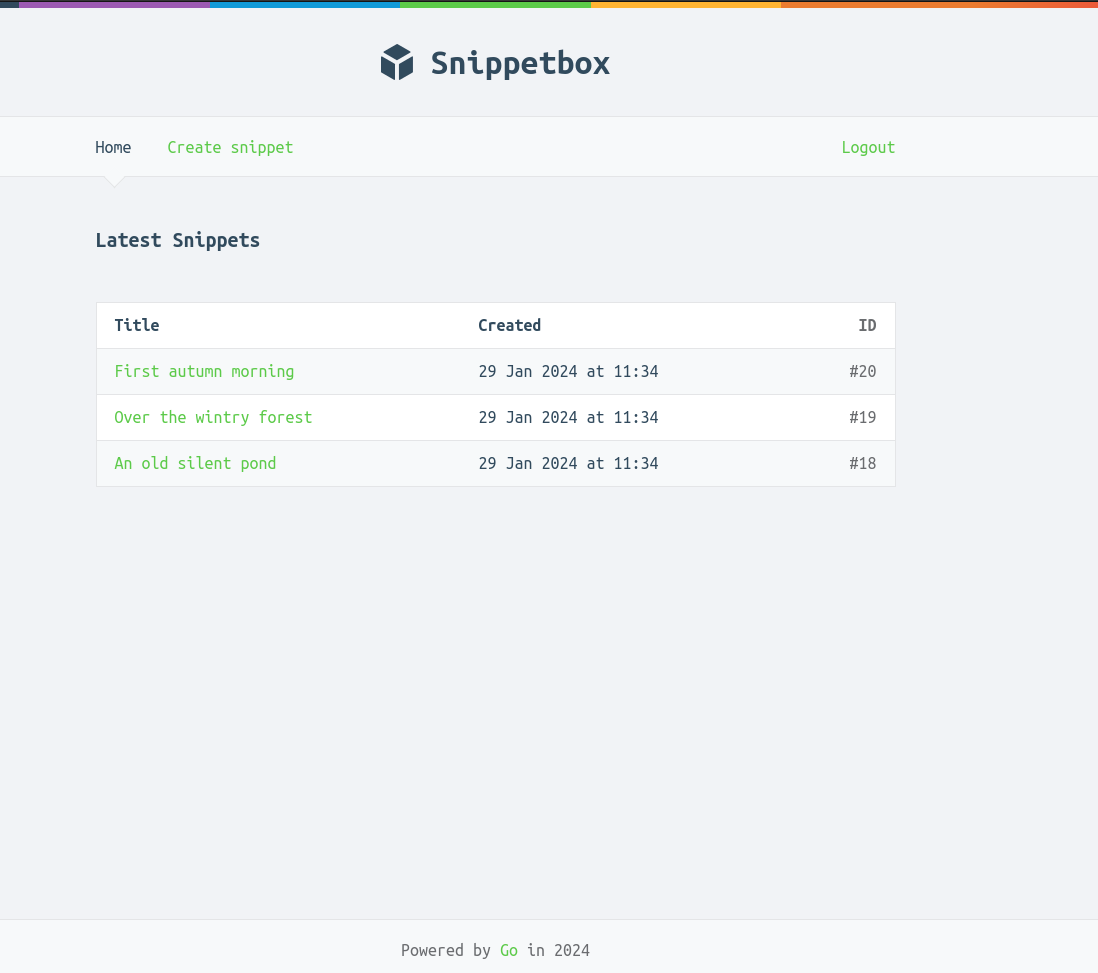 Snippetbox
Home Create snippet Logout
Latest Snippets
Title Created ID
First autumn morning 29 Jan 2024 at 11:34 #20
Over the wintry forest 29 Jan 2024 at 11:34 #19
An old silent pond 29 Jan 2024 at 11:34 #18
Powered by Go in 2024